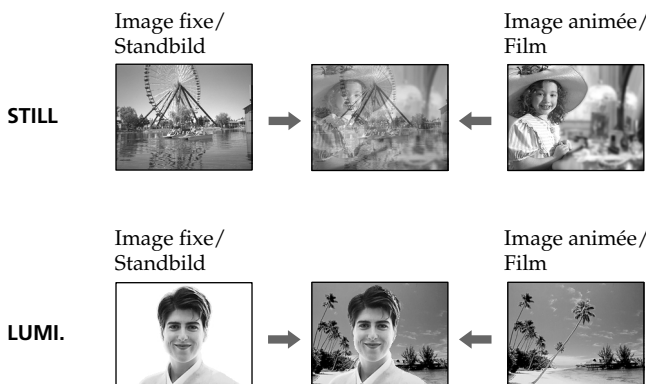 Image fixe/
Standbild
Image animée/
Film
STILL
Image fixe/
Standbild
Image animée/
Film
LUMI.